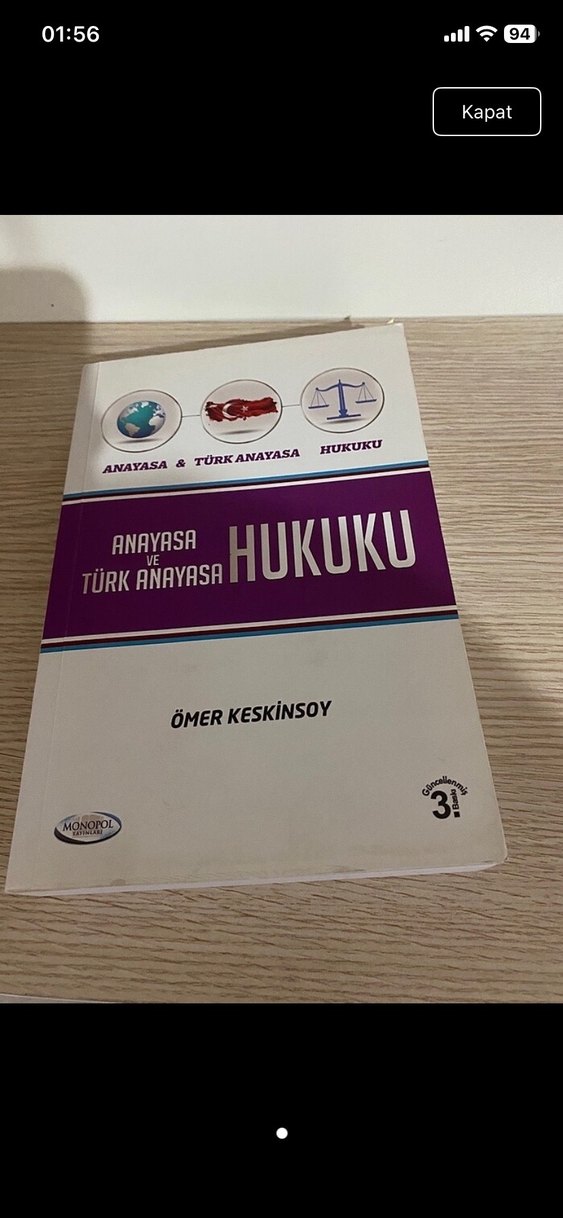 01:56
94
Kapat
ANAYASA & TÜRK ANAYASA HUKUKU
ANAYASA
VE
TÜRK ANAYASA HUKUKU
ÖMER KESKİNSOY
Güncellenmiş
3. Baskı
MONOPOL
YAYINLARI